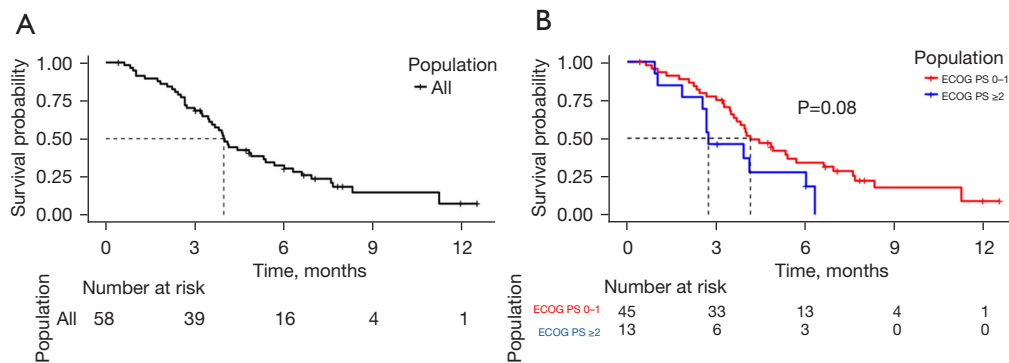 A
Survival probability
1.00
0.75
0.50
0.25
0.00
Population
All
0 3 6 9 12
Time, months
Number at risk
Population
All 58 39 16 4 1
B
Survival probability
1.00
0.75
0.50
0.25
0.00
Population
ECOG PS 0–1
ECOG PS ≥2
P=0.08
0 3 6 9 12
Time, months
Number at risk
Population
ECOG PS 0–1 45 33 13 4 1
ECOG PS ≥2 13 6 3 0 0